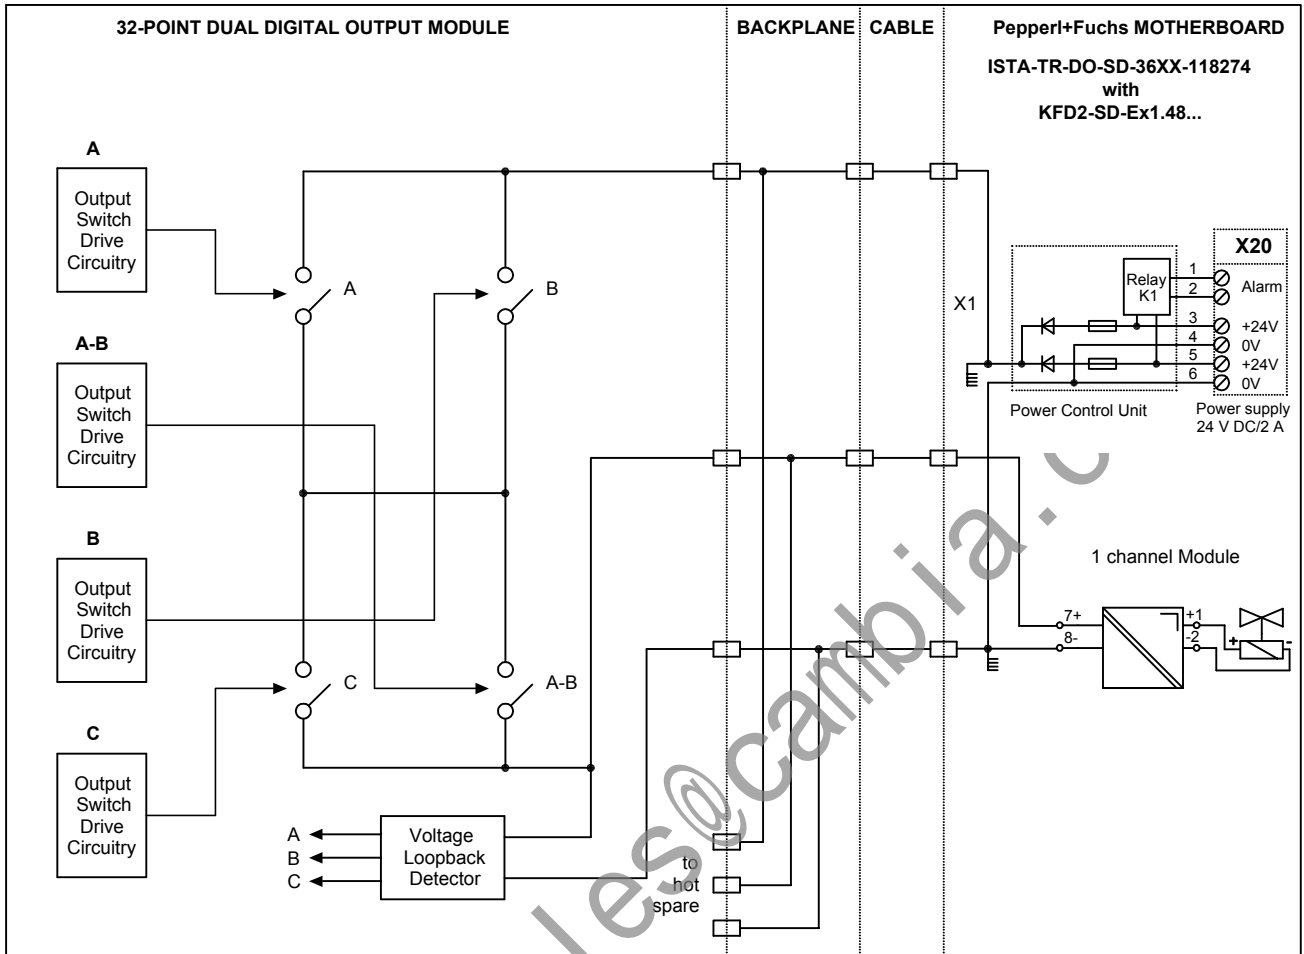 32-POINT DUAL DIGITAL OUTPUT MODULE
BACKPLANE
CABLE
Pepperl+Fuchs MOTHERBOARD
ISTA-TR-DO-SD-36XX-118274
with
KFD2-SD-Ex1.48...
A
Output
Switch
Drive
Circuitry
A
B
A-B
Output
Switch
Drive
Circuitry
B
Output
Switch
Drive
Circuitry
C
A-B
C
Output
Switch
Drive
Circuitry
A
B
C
Voltage
Loopback
Detector
to
hot
spare
X1
Relay
K1
X20
1
2
3
4
5
6
Alarm
+24V
0V
+24V
0V
Power Control Unit
Power supply
24 V DC/2 A
1 channel Module
7+
8-
+1
-2
+
-
les@cambia.c